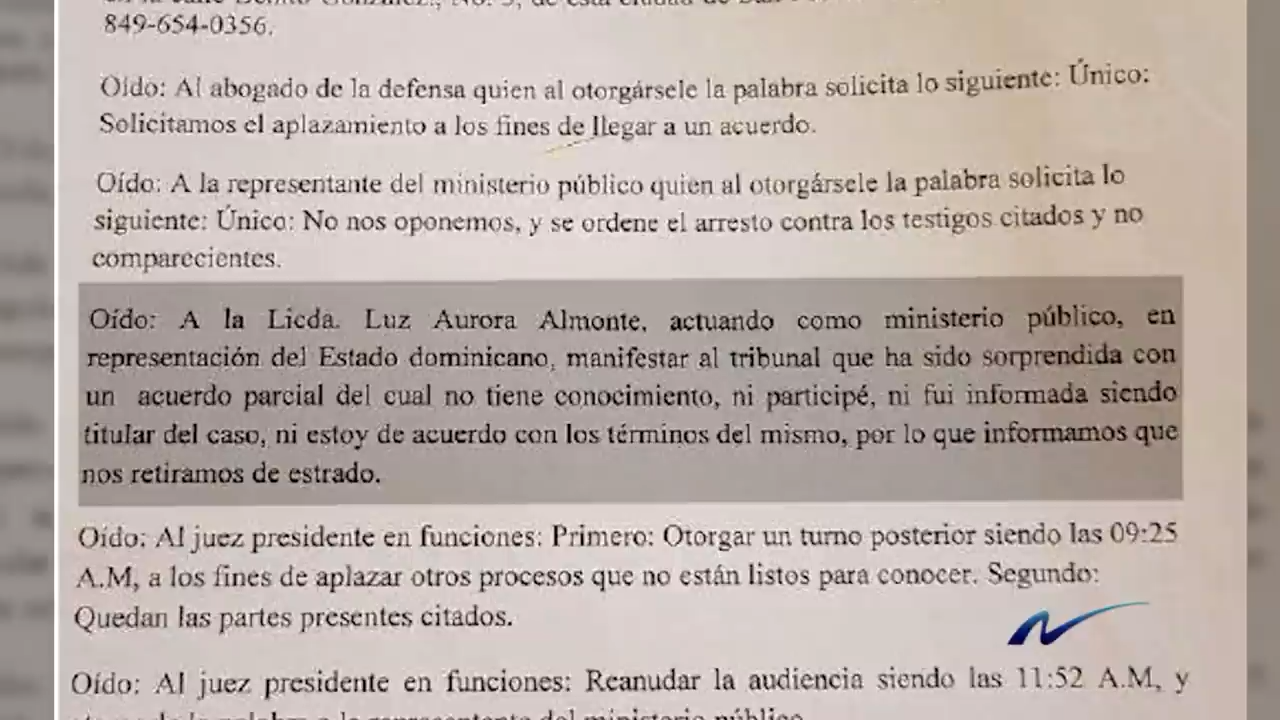 849-654-0356.
Oído: Al abogado de la defensa quien al otorgársele la palabra solicita lo siguiente: Único:
Solicitamos el aplazamiento a los fines de llegar a un acuerdo.
Oído: A la representante del ministerio público quien al otorgársele la palabra solicita lo
siguiente: Único: No nos oponemos, y se ordene el arresto contra los testigos citados y no
comparecientes.
Oído: A la Licda. Luz Aurora Almonte, actuando como ministerio público, en
representación del Estado dominicano, manifestar al tribunal que ha sido sorprendida con
un acuerdo parcial del cual no tiene conocimiento, ni participé, ni fui informada siendo
titular del caso, ni estoy de acuerdo con los términos del mismo, por lo que informamos que
nos retiramos de estrado.
Oído: Al juez presidente en funciones: Primero: Otorgar un turno posterior siendo las 09:25
A.M, a los fines de aplazar otros procesos que no están listos para conocer. Segundo:
Quedan las partes presentes citados.
Oído: Al juez presidente en funciones: Reanudar la audiencia siendo las 11:52 A.M, y